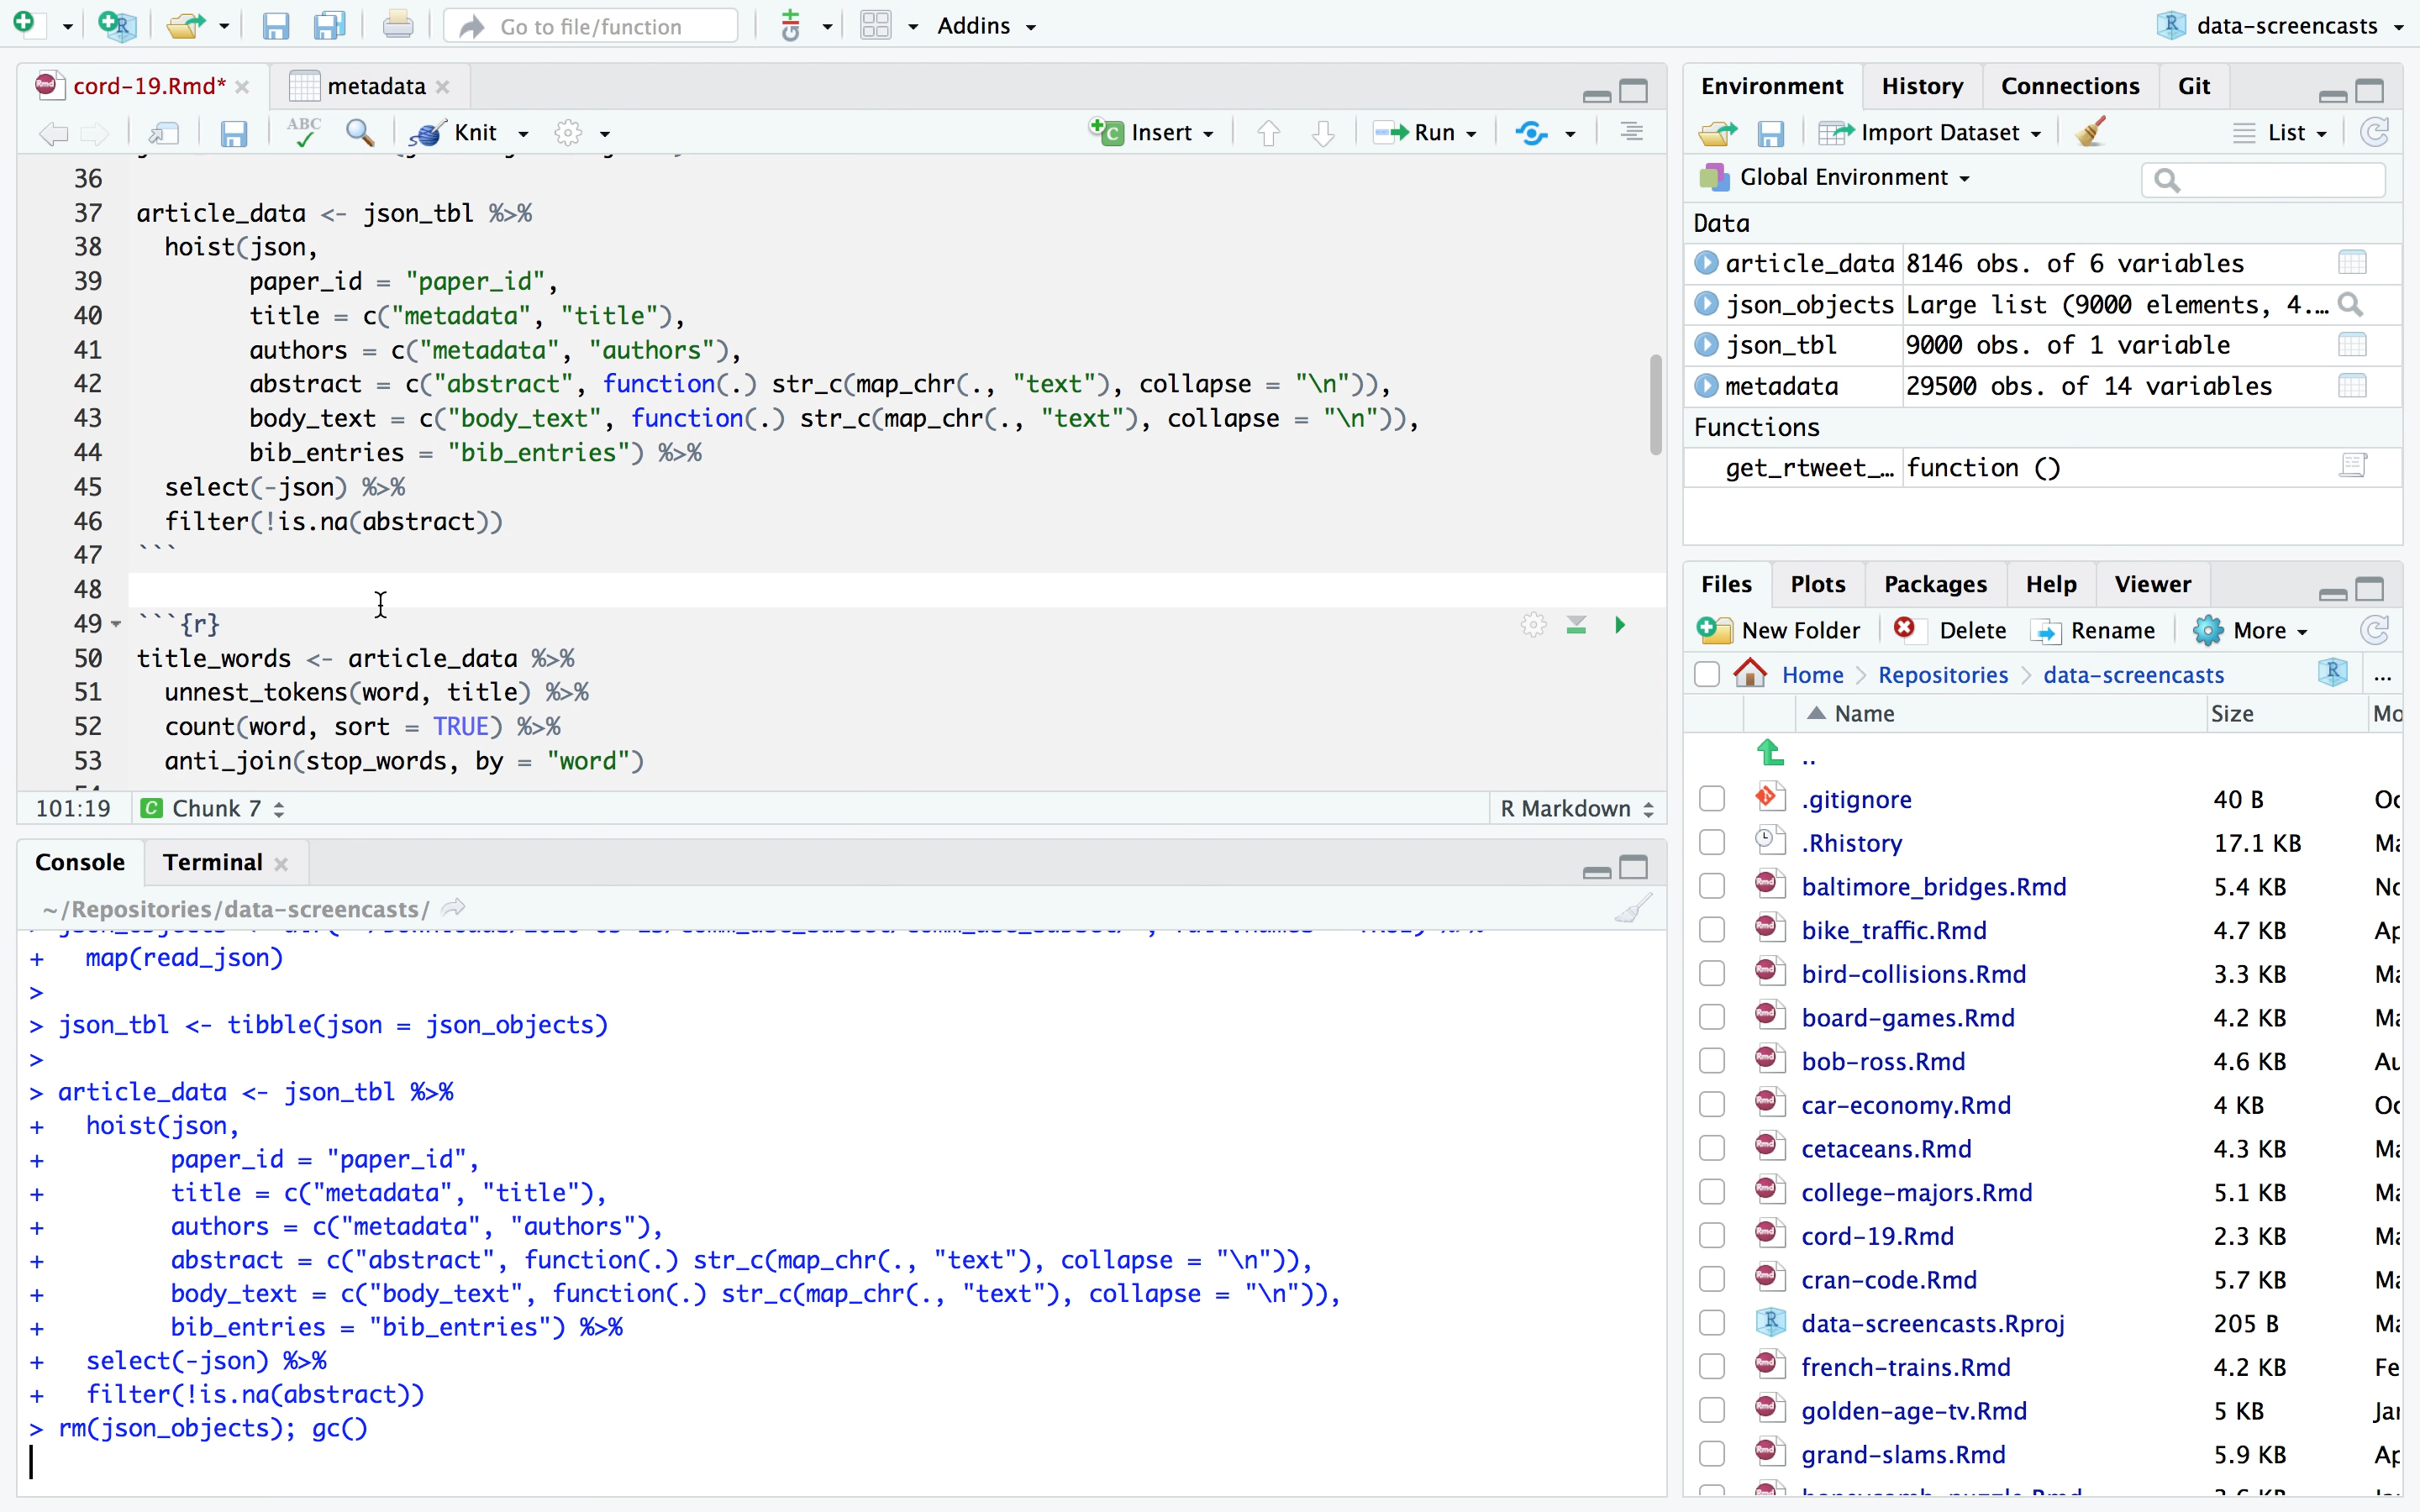 Go to file/function
Addins
data-screencasts
cord-19.Rmd*
metadata
ABC
Knit
Insert
Run
36
37 article_data <- json_tbl %>%
38 hoist(json,
39 paper_id = "paper_id",
40 title = c("metadata", "title"),
41 authors = c("metadata", "authors"),
42 abstract = c("abstract", function(.) str_c(map_chr(., "text"), collapse = "\n")),
43 body_text = c("body_text", function(.) str_c(map_chr(., "text"), collapse = "\n")),
44 bib_entries = "bib_entries") %>%
45 select(-json) %>%
46 filter(!is.na(abstract))
47 ```
48
49 ```{r}
50 title_words <- article_data %>%
51 unnest_tokens(word, title) %>%
52 count(word, sort = TRUE) %>%
53 anti_join(stop_words, by = "word")
101:19 C Chunk 7
R Markdown
Console Terminal
~/Repositories/data-screencasts/
+ map(read_json)
>
> json_tbl <- tibble(json = json_objects)
>
> article_data <- json_tbl %>%
+ hoist(json,
+ paper_id = "paper_id",
+ title = c("metadata", "title"),
+ authors = c("metadata", "authors"),
+ abstract = c("abstract", function(.) str_c(map_chr(., "text"), collapse = "\n")),
+ body_text = c("body_text", function(.) str_c(map_chr(., "text"), collapse = "\n")),
+ bib_entries = "bib_entries") %>%
+ select(-json) %>%
+ filter(!is.na(abstract))
> rm(json_objects); gc()
Environment History Connections Git
Import Dataset
List
Global Environment
Data
article_data 8146 obs. of 6 variables
json_objects Large list (9000 elements, 4.…
json_tbl 9000 obs. of 1 variable
metadata 29500 obs. of 14 variables
Functions
get_rtweet_… function ()
Files Plots Packages Help Viewer
New Folder Delete Rename More
Home Repositories data-screencasts ...
Name Size Mo
..
.gitignore 40 B Oc
.Rhistory 17.1 KB Ma
baltimore_bridges.Rmd 5.4 KB No
bike_traffic.Rmd 4.7 KB Ap
bird-collisions.Rmd 3.3 KB Ma
board-games.Rmd 4.2 KB Ma
bob-ross.Rmd 4.6 KB Au
car-economy.Rmd 4 KB Oc
cetaceans.Rmd 4.3 KB Ma
college-majors.Rmd 5.1 KB Ma
cord-19.Rmd 2.3 KB Ma
cran-code.Rmd 5.7 KB Ma
data-screencasts.Rproj 205 B Ma
french-trains.Rmd 4.2 KB Fe
golden-age-tv.Rmd 5 KB Jan
grand-slams.Rmd 5.9 KB Ap